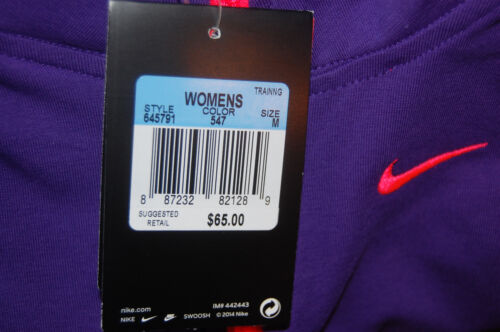 WOMENS TRAINNG
STYLE COLOR SIZE
645791 547 M
8 87232 82128 9
SUGGESTED
RETAIL $65.00
nike.com IM# 442443
NIKE SWOOSH © 2014 Nike